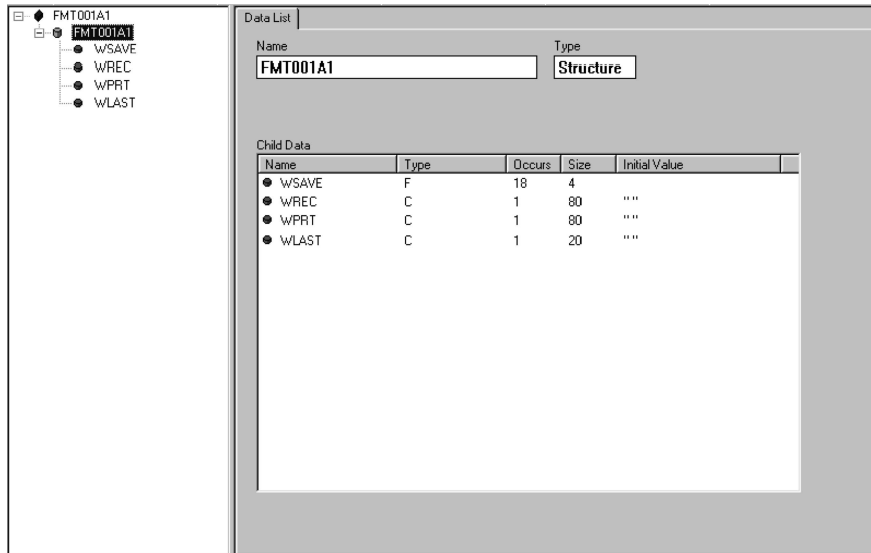 FMT001A1
FMT001A1
WSAVE
WREC
WPRT
WLAST
Data List
Name Type
FMT001A1 Structure
Child Data
Name Type Occurs Size Initial Value
WSAVE F 18 4
WREC C 1 80 " "
WPRT C 1 80 " "
WLAST C 1 20 " "